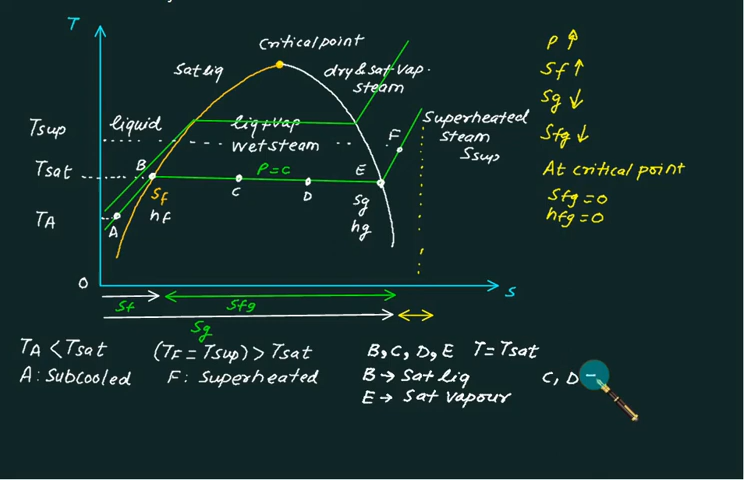 T
critical point
Sat liq
dry & sat vap.
steam
Tsup
liquid
liq+vap
wet steam
Superheated
steam
Ssup
F
Tsat
B
P=C
E
Sf
hf
C
D
Sg
hg
TA
A
0
S
Sf
Sfg
Sg
P ↑
Sf ↑
Sg ↓
Sfg ↓
At critical point
Sfg = 0
hfg = 0
TA < Tsat
(TF = Tsup) > Tsat
B, C, D, E T = Tsat
A: Subcooled
F: Superheated
B → Sat liq
C, D –
E → Sat vapour